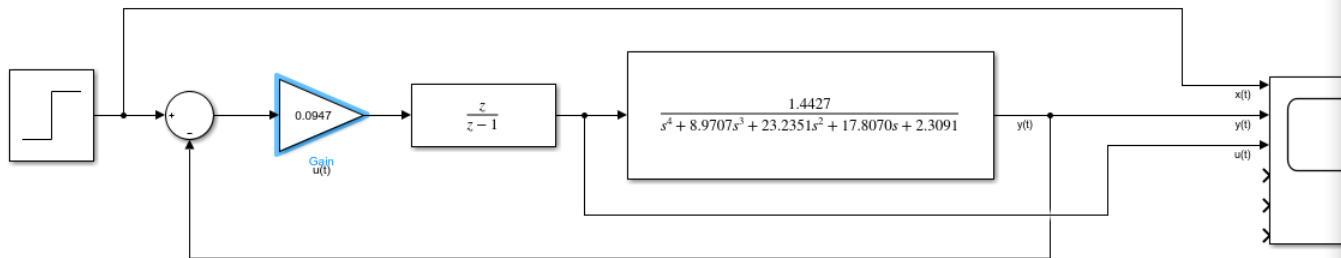 x(t)
+
-
0.0947
z
z − 1
1.4427
s⁴ + 8.9707s³ + 23.2351s² + 17.8070s + 2.3091
y(t)
y(t)
u(t)
Gain
u(t)